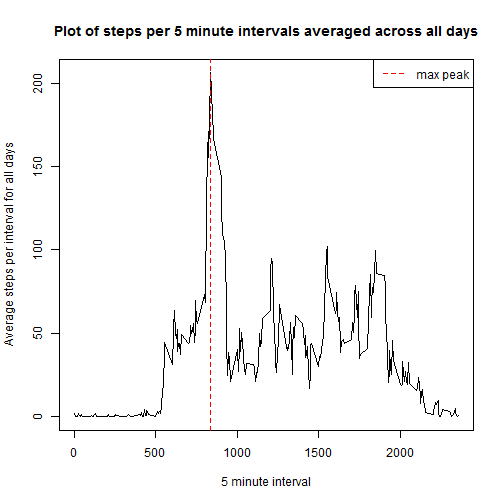 Plot of steps per 5 minute intervals averaged across all days
max peak
Average steps per interval for all days
200
150
100
50
0
0 500 1000 1500 2000
5 minute interval